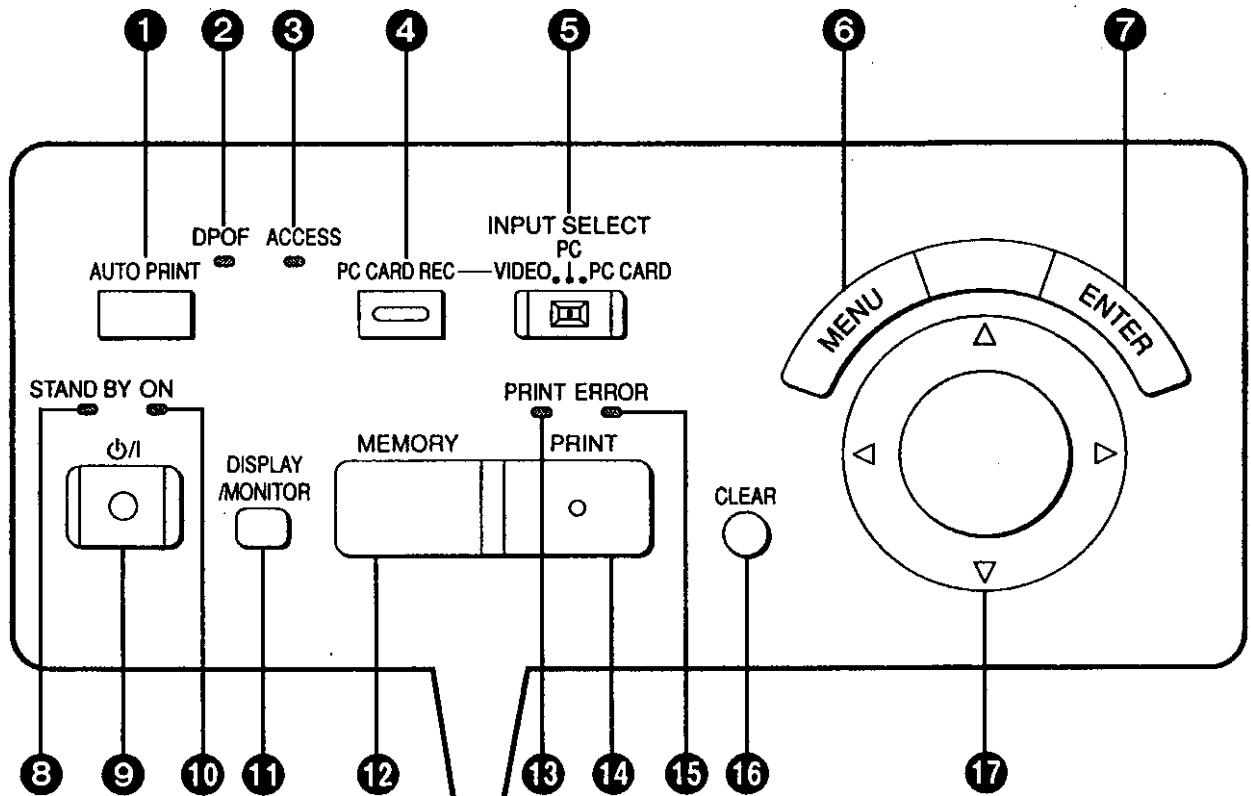 1 2 3 4 5 6 7
INPUT SELECT
DPOF ACCESS PC
AUTO PRINT PC CARD REC VIDEO PC CARD
MENU ENTER
STAND BY ON PRINT ERROR
⏻/I MEMORY PRINT
DISPLAY
/MONITOR CLEAR
8 9 10 11 12 13 14 15 16 17